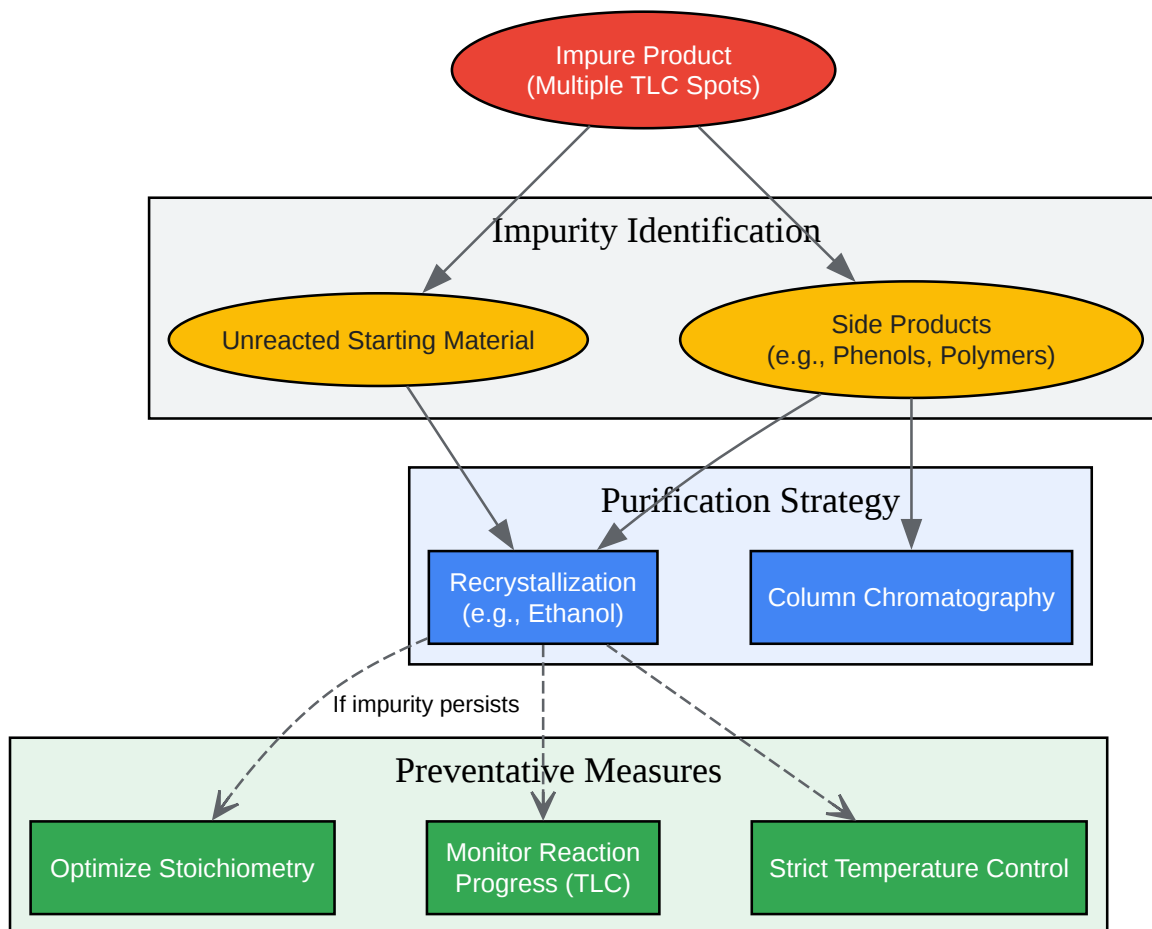 Impure Product
(Multiple TLC Spots)
Impurity Identification
Unreacted Starting Material
Side Products
(e.g., Phenols, Polymers)
Purification Strategy
Recrystallization
(e.g., Ethanol)
Column Chromatography
If impurity persists
Preventative Measures
Optimize Stoichiometry
Monitor Reaction
Progress (TLC)
Strict Temperature Control